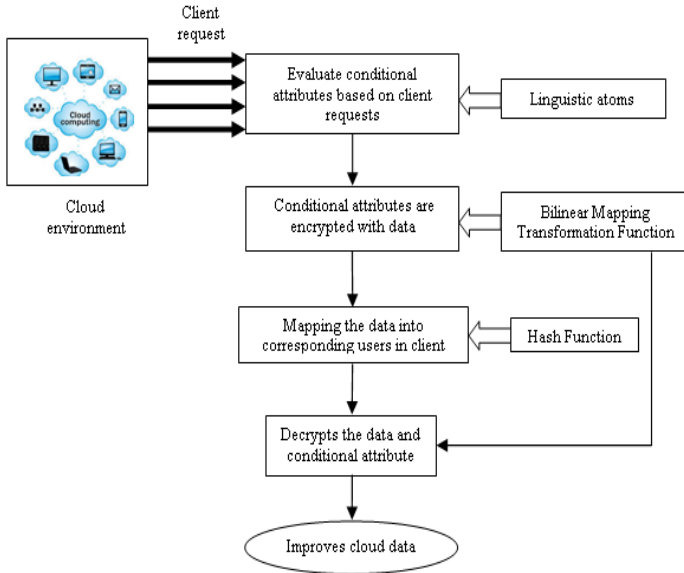 Client
request
Cloud
computing
Cloud
environment
Evaluate conditional
attributes based on client
requests
Linguistic atoms
Conditional attributes are
encrypted with data
Bilinear Mapping
Transformation Function
Mapping the data into
corresponding users in client
Hash Function
Decrypts the data and
conditional attribute
Improves cloud data